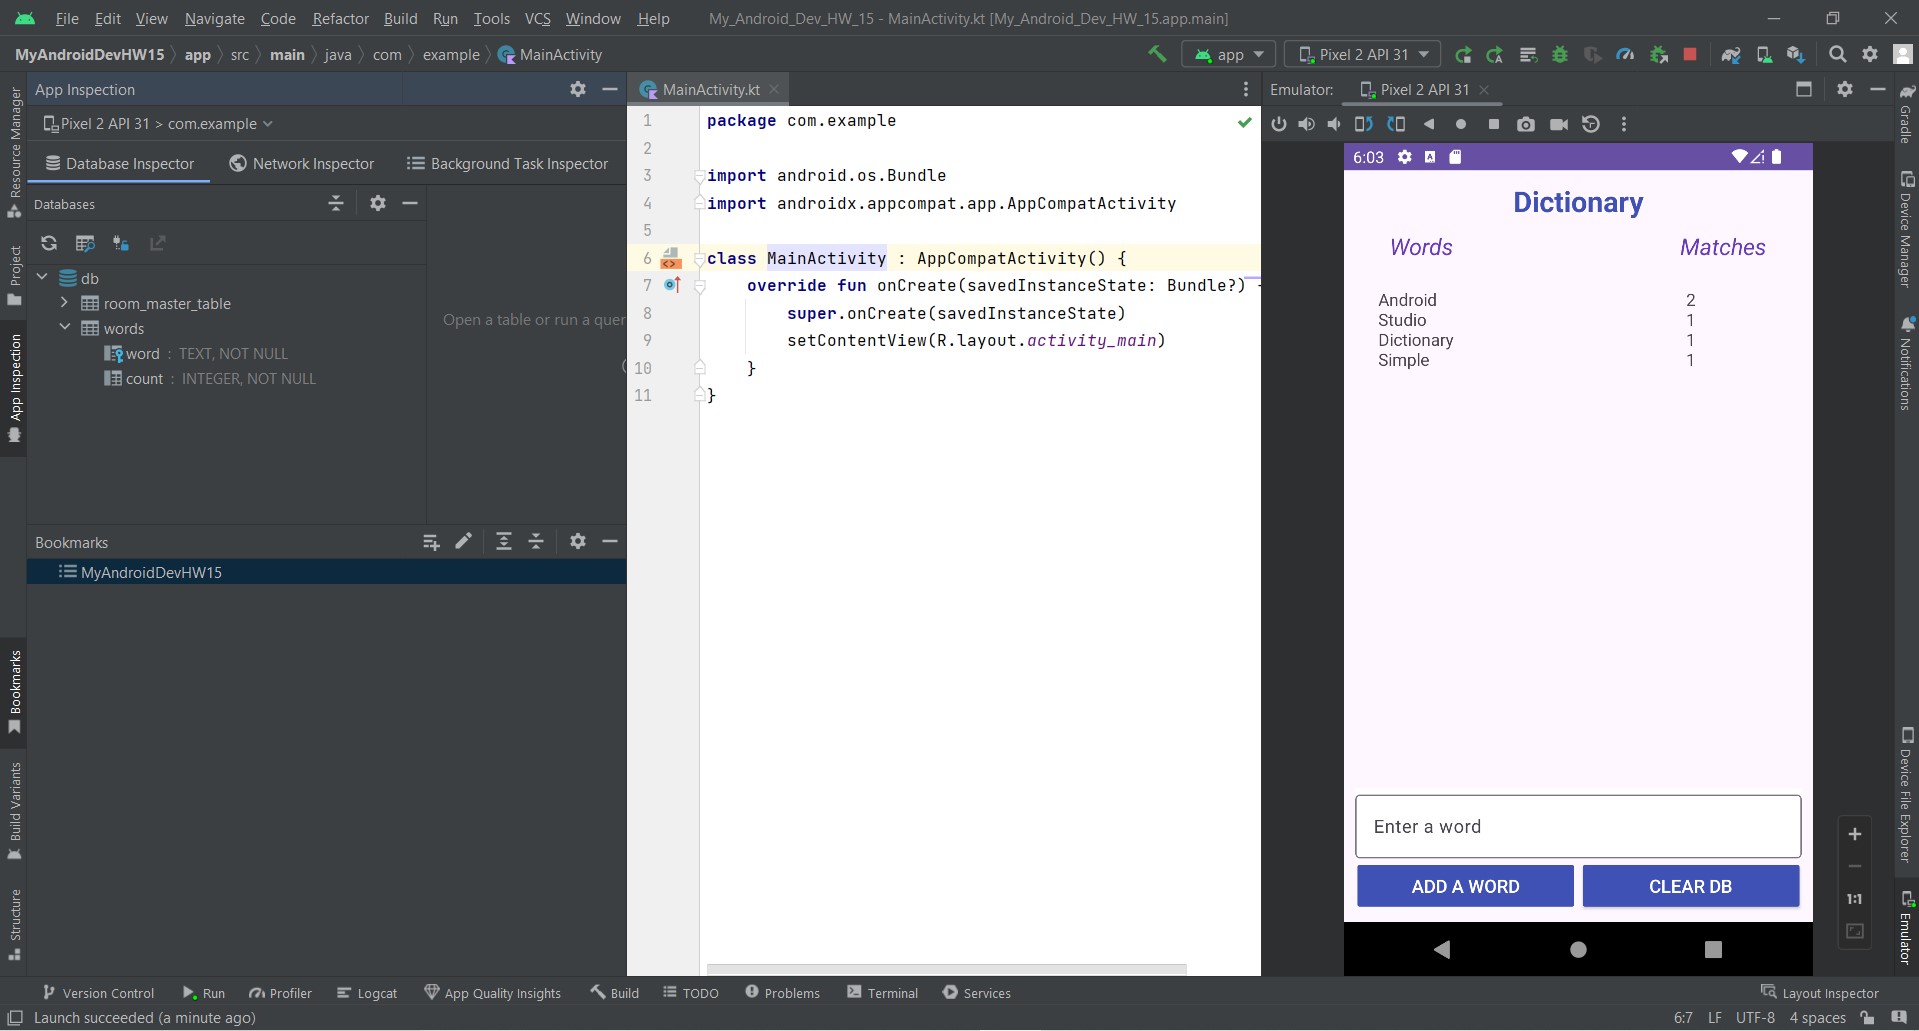 File Edit View Navigate Code Refactor Build Run Tools VCS Window Help My_Android_Dev_HW_15 - MainActivity.kt [My_Android_Dev_HW_15.app.main]
MyAndroidDevHW15 app src main java com example MainActivity app Pixel 2 API 31
App Inspection
Pixel 2 API 31 > com.example
Database Inspector Network Inspector Background Task Inspector
Databases
db
room_master_table
words
word : TEXT, NOT NULL
count : INTEGER, NOT NULL
Open a table or run a quer
Bookmarks
MyAndroidDevHW15
Resource Manager
Project
App Inspection
Bookmarks
Build Variants
Structure
MainActivity.kt
1 package com.example
2
3 import android.os.Bundle
4 import androidx.appcompat.app.AppCompatActivity
5
6 class MainActivity : AppCompatActivity() {
7 override fun onCreate(savedInstanceState: Bundle?)
8 super.onCreate(savedInstanceState)
9 setContentView(R.layout.activity_main)
10 }
11 }
Emulator: Pixel 2 API 31
6:03
Dictionary
Words Matches
Android 2
Studio 1
Dictionary 1
Simple 1
Enter a word
ADD A WORD CLEAR DB
1:1
Gradle
Device Manager
Notifications
Device File Explorer
Emulator
Version Control Run Profiler Logcat App Quality Insights Build TODO Problems Terminal Services Layout Inspector
Launch succeeded (a minute ago) 6:7 LF UTF-8 4 spaces